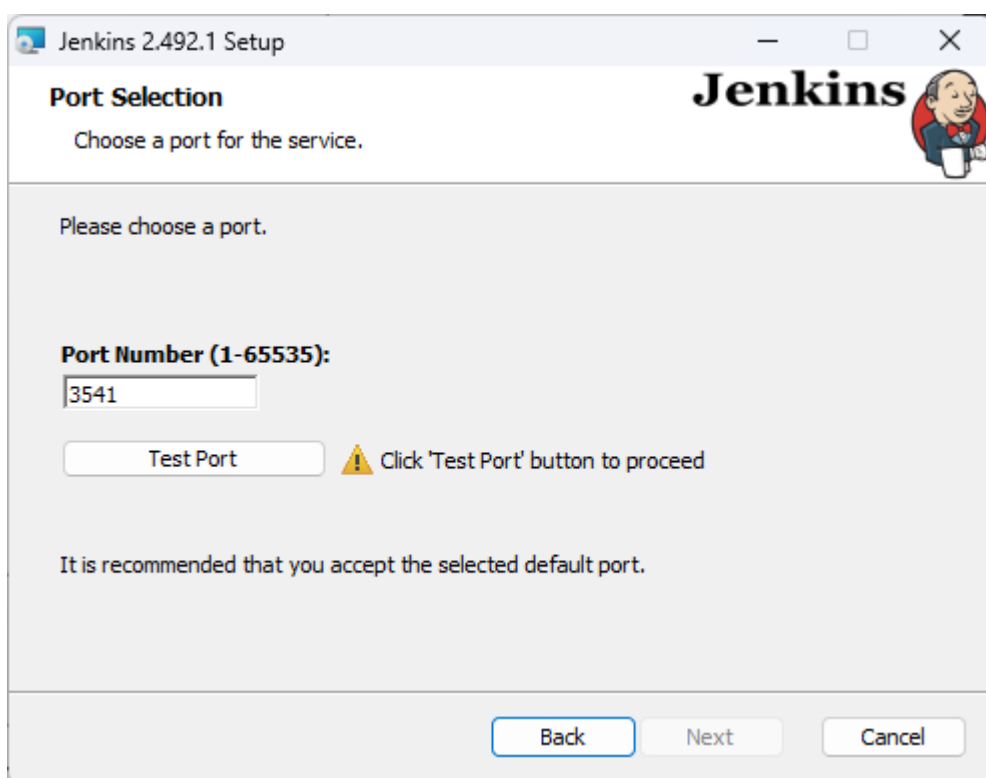 Jenkins 2.492.1 Setup
Port Selection
Jenkins
Choose a port for the service.
Please choose a port.
Port Number (1-65535):
3541
Test Port
Click 'Test Port' button to proceed
It is recommended that you accept the selected default port.
Back
Next
Cancel